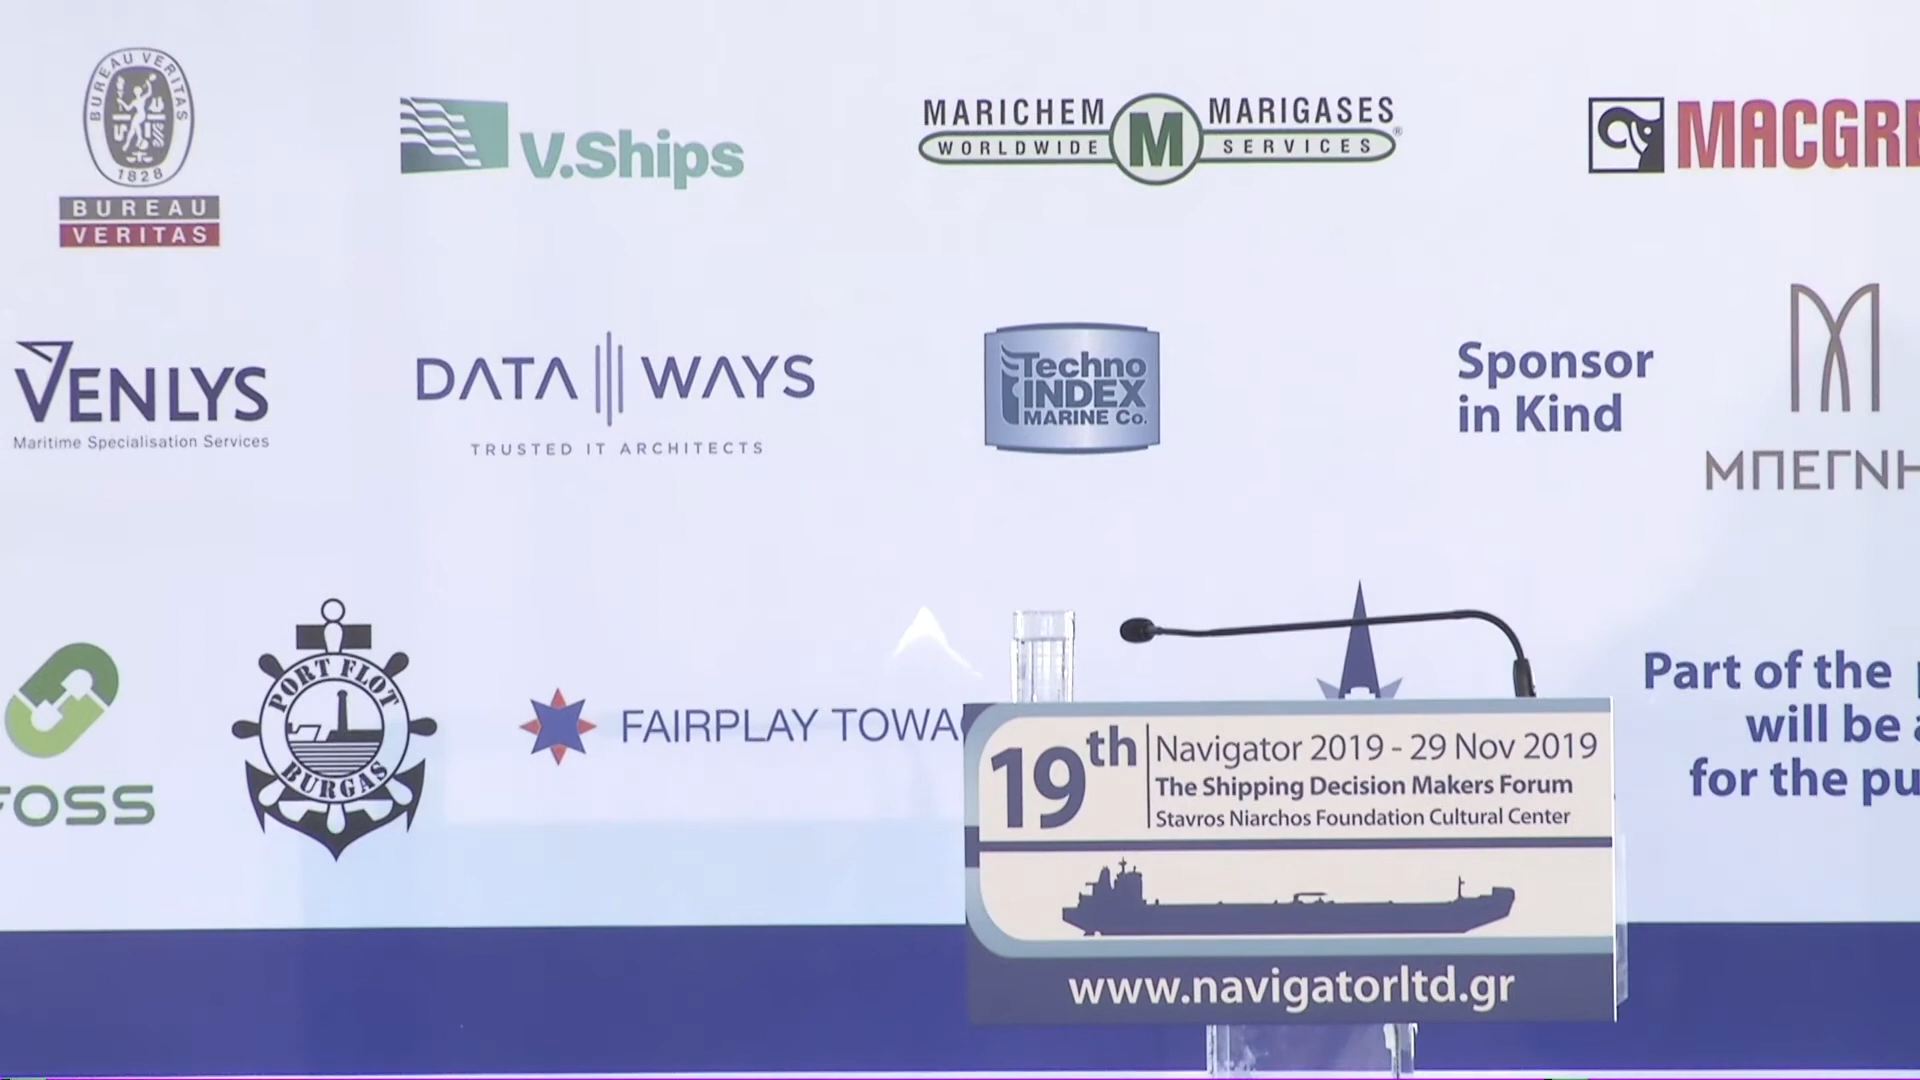 BUREAU VERITAS
1828
BUREAU
VERITAS
V.Ships
MARICHEM M MARIGASES
WORLDWIDE SERVICES ®
MACGRE
VENLYS
Maritime Specialisation Services
DATA WAYS
TRUSTED IT ARCHITECTS
Techno
INDEX
MARINE Co.
Sponsor
in Kind
ΜΠΕΓΝΗ
FOSS
PORT FLOT
BURGAS
FAIRPLAY TOWA
Part of the
will be
for the pu
19th
Navigator 2019 - 29 Nov 2019
The Shipping Decision Makers Forum
Stavros Niarchos Foundation Cultural Center
www.navigatorltd.gr